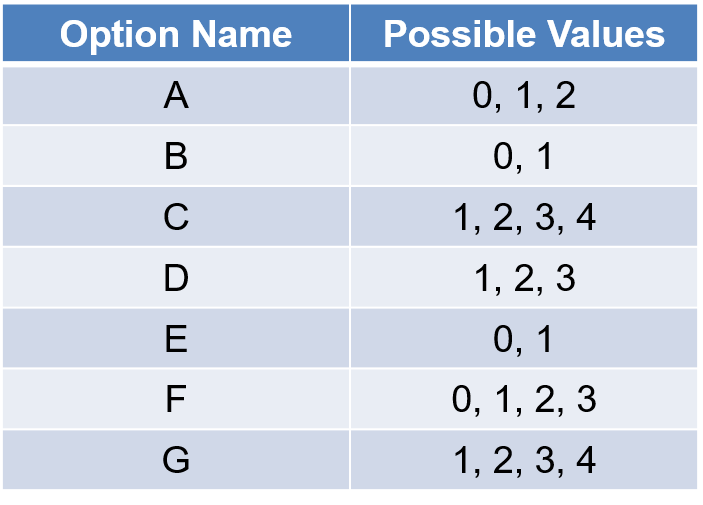 Option Name Possible Values
A 0, 1, 2
B 0, 1
C 1, 2, 3, 4
D 1, 2, 3
E 0, 1
F 0, 1, 2, 3
G 1, 2, 3, 4